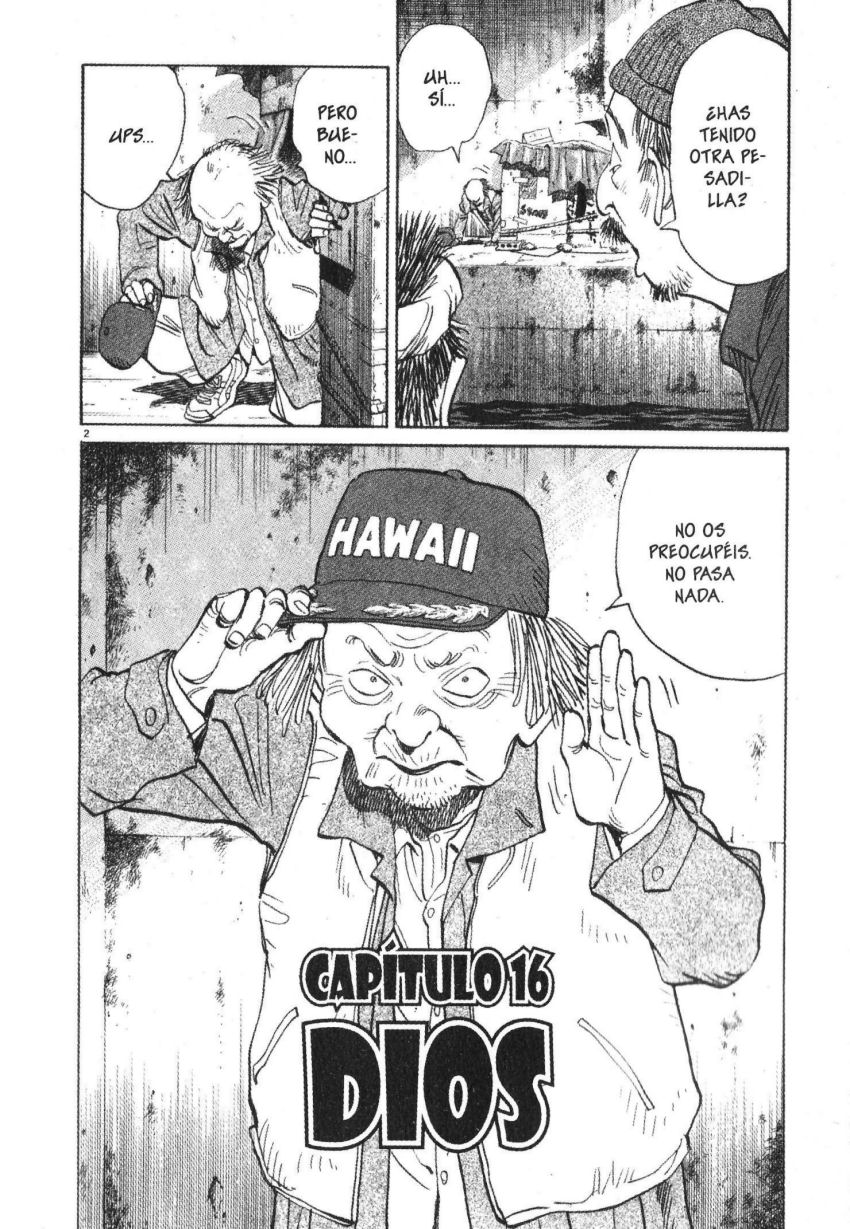 ¿HAS
TENIDO
OTRA PE-
SADI-
LLA?
UH...
SÍ...
PERO
BUE-
NO...
UPS...
2
NO OS
PREOCUPÉIS.
NO PASA
NADA.
HAWAII
CAPÍTULO 16
DIOS